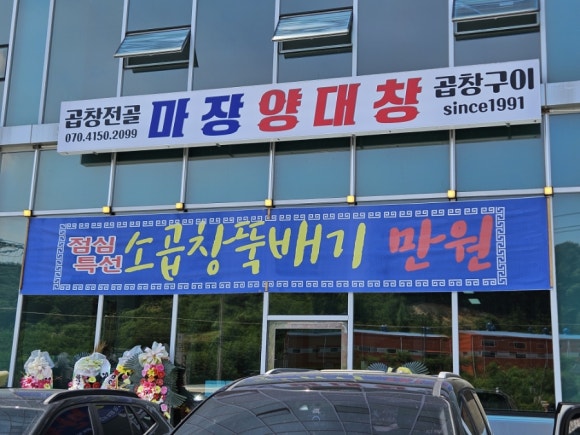 곱창전골
070.4150.2099
마장양대창
곱창구이
since1991
점심
특선
소곱창뚝배기 만원